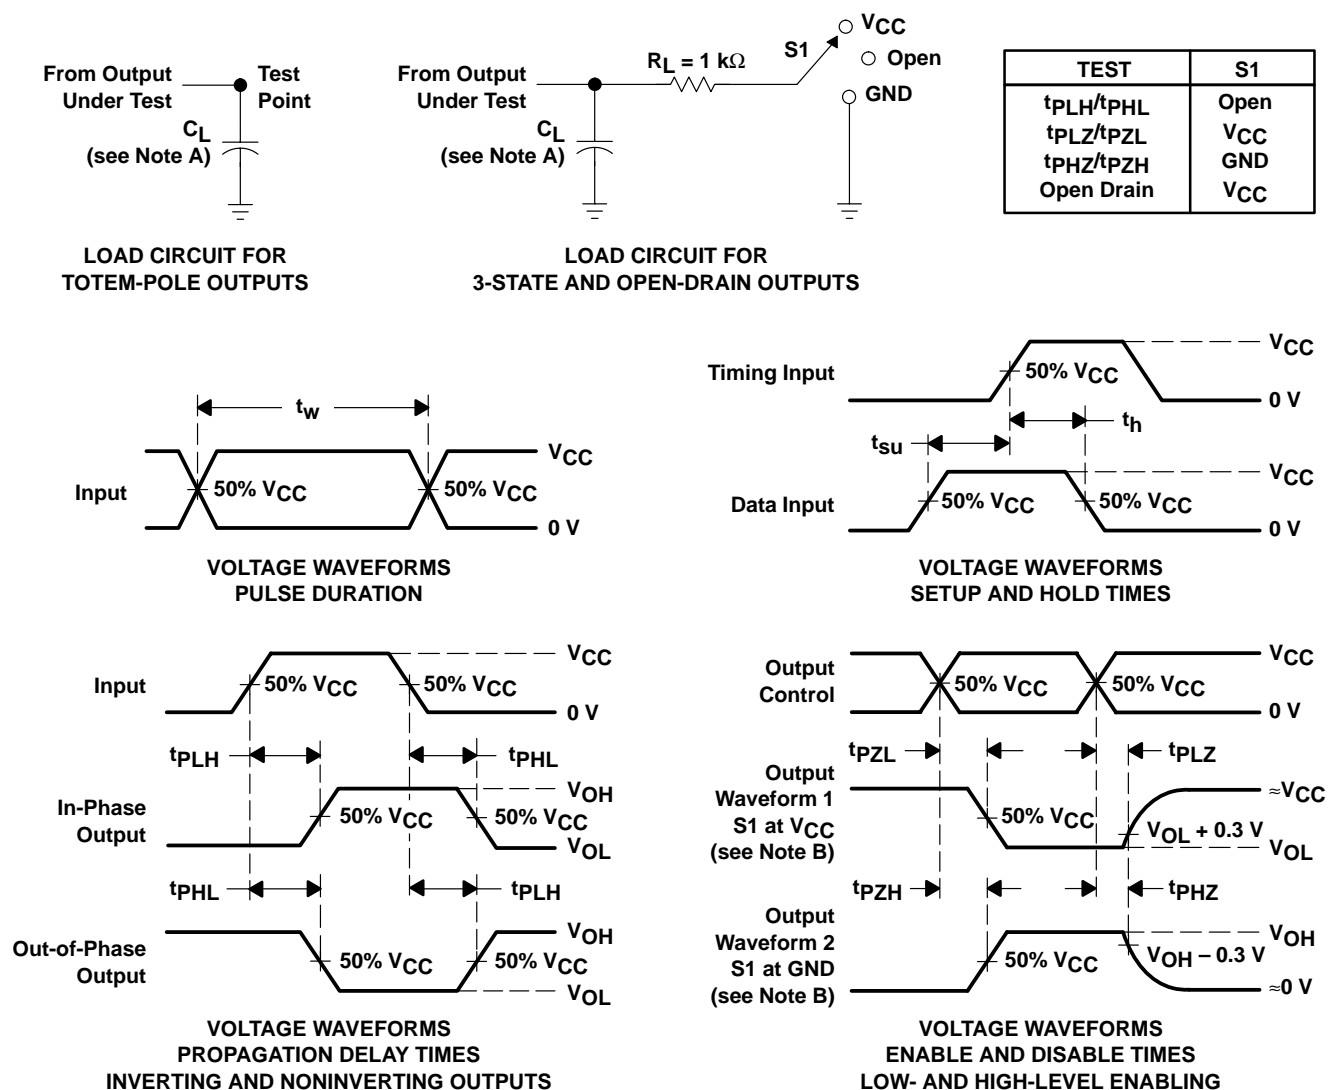 From Output
Under Test
Test
Point
CL
(see Note A)
LOAD CIRCUIT FOR
TOTEM-POLE OUTPUTS
From Output
Under Test
RL = 1 kΩ
S1
VCC
Open
GND
CL
(see Note A)
LOAD CIRCUIT FOR
3-STATE AND OPEN-DRAIN OUTPUTS
TEST S1
tPLH/tPHL Open
tPLZ/tPZL VCC
tPHZ/tPZH GND
Open Drain VCC
tw
Input
50% VCC
50% VCC
VCC
0 V
VOLTAGE WAVEFORMS
PULSE DURATION
Timing Input
50% VCC
VCC
0 V
th
tsu
Data Input
50% VCC
50% VCC
VCC
0 V
VOLTAGE WAVEFORMS
SETUP AND HOLD TIMES
Input
50% VCC
50% VCC
VCC
0 V
tPLH
tPHL
In-Phase
Output
50% VCC
50% VCC
VOH
VOL
tPHL
tPLH
Out-of-Phase
Output
50% VCC
50% VCC
VOH
VOL
VOLTAGE WAVEFORMS
PROPAGATION DELAY TIMES
INVERTING AND NONINVERTING OUTPUTS
Output
Control
50% VCC
50% VCC
VCC
0 V
tPZL
tPLZ
Output
Waveform 1
S1 at VCC
(see Note B)
50% VCC
≈VCC
VOL + 0.3 V
VOL
tPZH
tPHZ
Output
Waveform 2
S1 at GND
(see Note B)
50% VCC
VOH
VOH – 0.3 V
≈0 V
VOLTAGE WAVEFORMS
ENABLE AND DISABLE TIMES
LOW- AND HIGH-LEVEL ENABLING